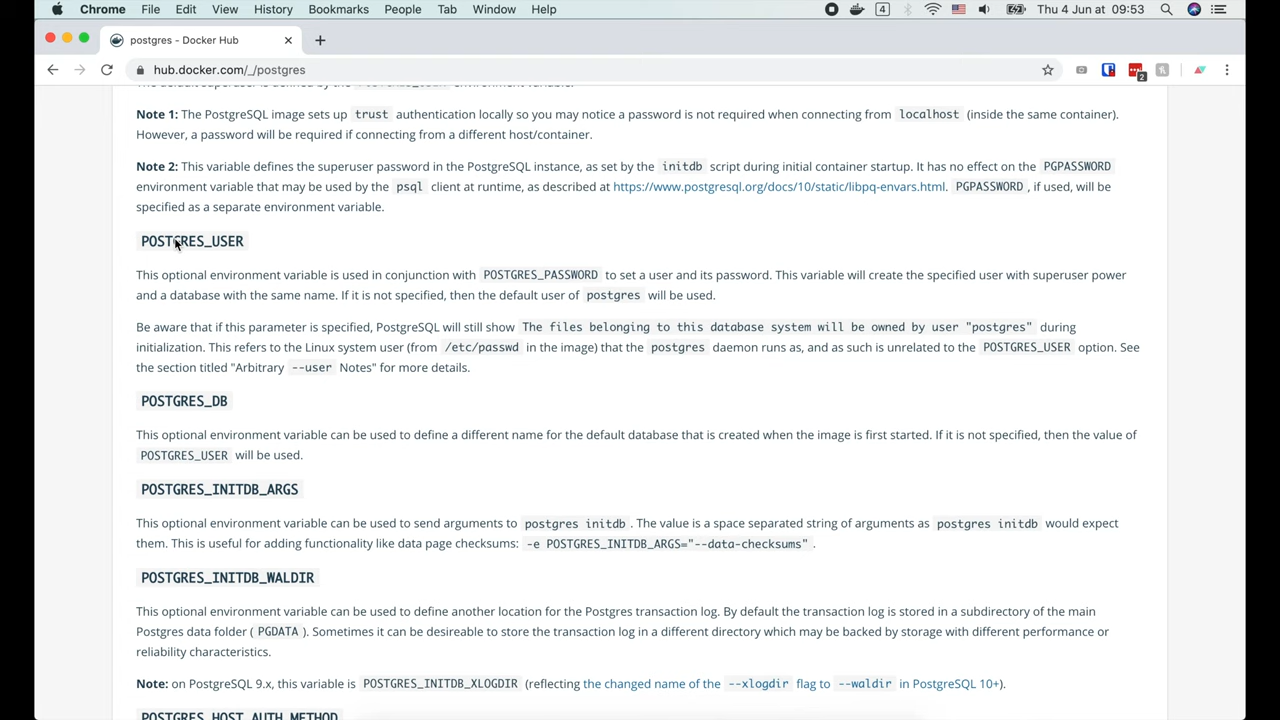 Chrome File Edit View History Bookmarks People Tab Window Help 4 Thu 4 Jun at 09:53
postgres - Docker Hub
hub.docker.com/_/postgres
2
Note 1: The PostgreSQL image sets up trust authentication locally so you may notice a password is not required when connecting from localhost (inside the same container).
However, a password will be required if connecting from a different host/container.
Note 2: This variable defines the superuser password in the PostgreSQL instance, as set by the initdb script during initial container startup. It has no effect on the PGPASSWORD
environment variable that may be used by the psql client at runtime, as described at https://www.postgresql.org/docs/10/static/libpq-envars.html. PGPASSWORD , if used, will be
specified as a separate environment variable.
POSTGRES_USER
This optional environment variable is used in conjunction with POSTGRES_PASSWORD to set a user and its password. This variable will create the specified user with superuser power
and a database with the same name. If it is not specified, then the default user of postgres will be used.
Be aware that if this parameter is specified, PostgreSQL will still show The files belonging to this database system will be owned by user "postgres" during
initialization. This refers to the Linux system user (from /etc/passwd in the image) that the postgres daemon runs as, and as such is unrelated to the POSTGRES_USER option. See
the section titled "Arbitrary --user Notes" for more details.
POSTGRES_DB
This optional environment variable can be used to define a different name for the default database that is created when the image is first started. If it is not specified, then the value of
POSTGRES_USER will be used.
POSTGRES_INITDB_ARGS
This optional environment variable can be used to send arguments to postgres initdb . The value is a space separated string of arguments as postgres initdb would expect
them. This is useful for adding functionality like data page checksums: -e POSTGRES_INITDB_ARGS="--data-checksums" .
POSTGRES_INITDB_WALDIR
This optional environment variable can be used to define another location for the Postgres transaction log. By default the transaction log is stored in a subdirectory of the main
Postgres data folder ( PGDATA ). Sometimes it can be desireable to store the transaction log in a different directory which may be backed by storage with different performance or
reliability characteristics.
Note: on PostgreSQL 9.x, this variable is POSTGRES_INITDB_XLOGDIR (reflecting the changed name of the --xlogdir flag to --waldir in PostgreSQL 10+).
POSTGRES_HOST_AUTH_METHOD